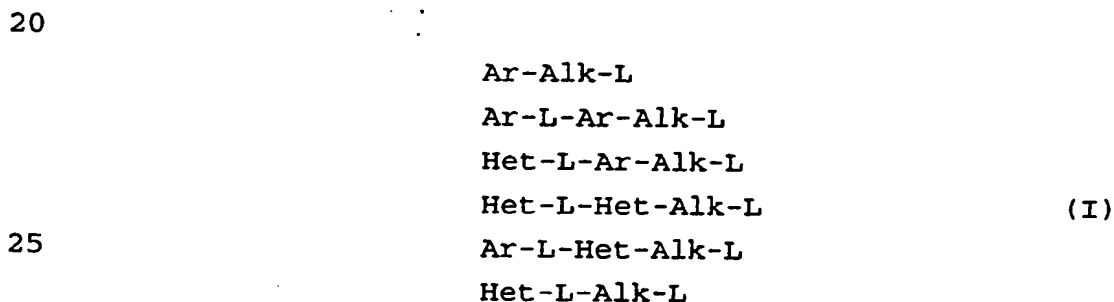 20
Ar-Alk-L
Ar-L-Ar-Alk-L
Het-L-Ar-Alk-L
Het-L-Het-Alk-L (I)
25 Ar-L-Het-Alk-L
Het-L-Alk-L